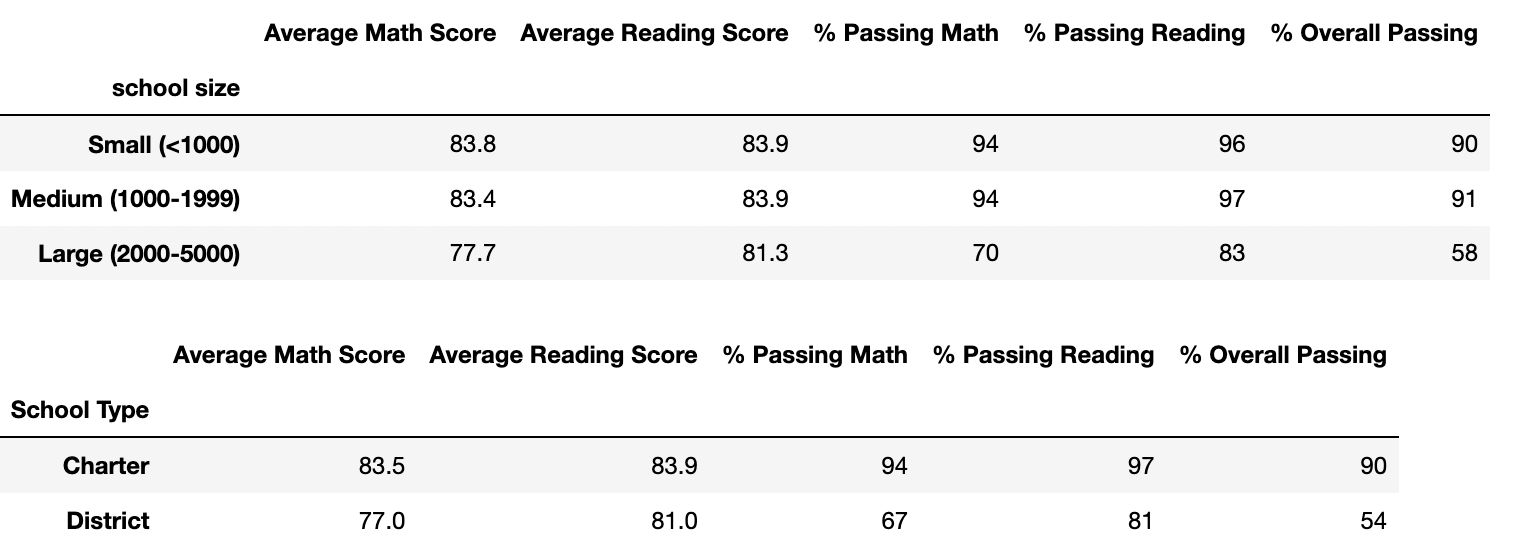 Average Math Score Average Reading Score % Passing Math % Passing Reading % Overall Passing
school size
Small (<1000) 83.8 83.9 94 96 90
Medium (1000-1999) 83.4 83.9 94 97 91
Large (2000-5000) 77.7 81.3 70 83 58
Average Math Score Average Reading Score % Passing Math % Passing Reading % Overall Passing
School Type
Charter 83.5 83.9 94 97 90
District 77.0 81.0 67 81 54